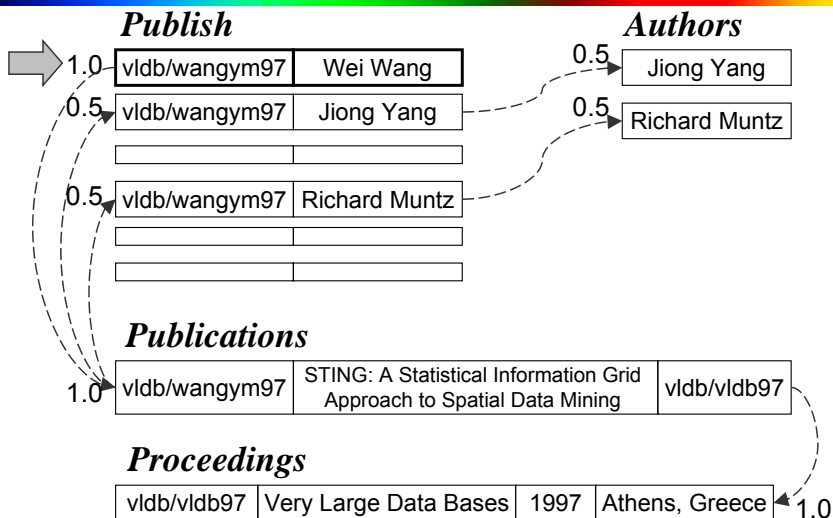 Publish
Authors
1.0 vldb/wangym97 Wei Wang
0.5 Jiong Yang
0.5 vldb/wangym97 Jiong Yang
0.5 Richard Muntz
0.5 vldb/wangym97 Richard Muntz
Publications
1.0 vldb/wangym97 STING: A Statistical Information Grid
Approach to Spatial Data Mining vldb/vldb97
Proceedings
vldb/vldb97 Very Large Data Bases 1997 Athens, Greece 1.0